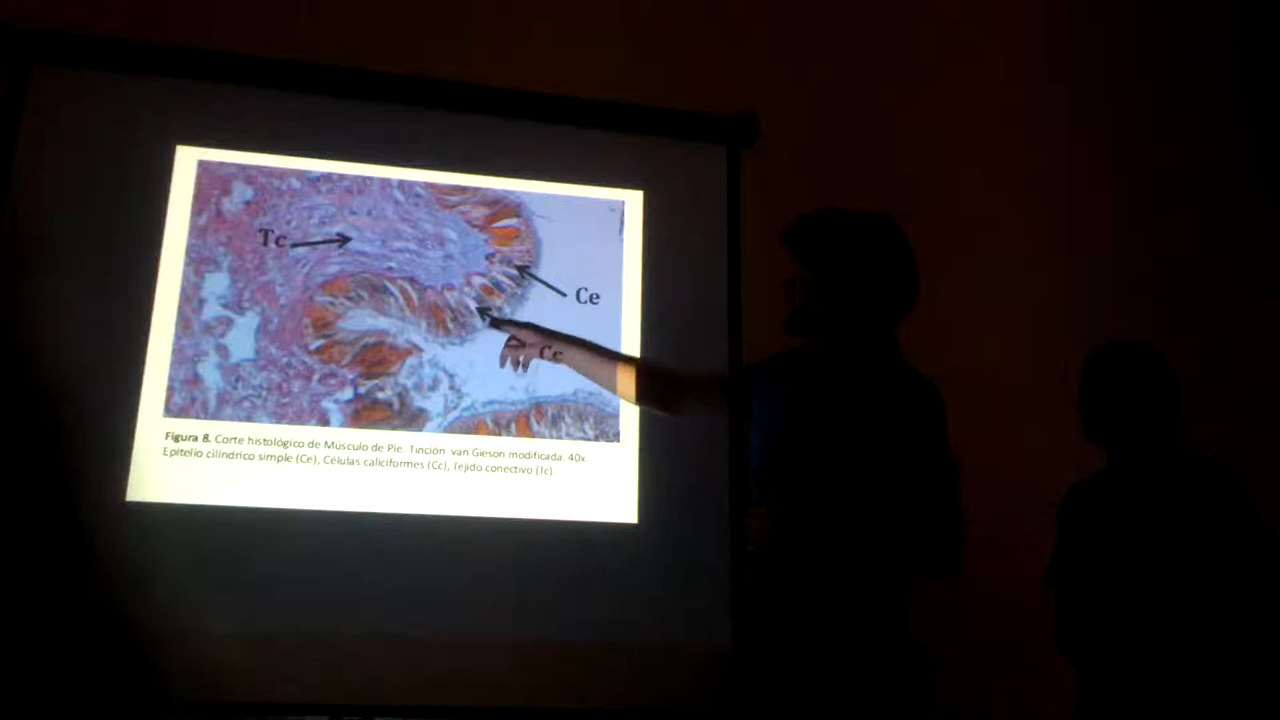 Tc
Ce
Cc
Figura 8. Corte histológico de Músculo de Pie. Tinción van Gieson modificada. 40x.
Epitelio cilíndrico simple (Ce), Células caliciformes (Cc), Tejido conectivo (Tc).